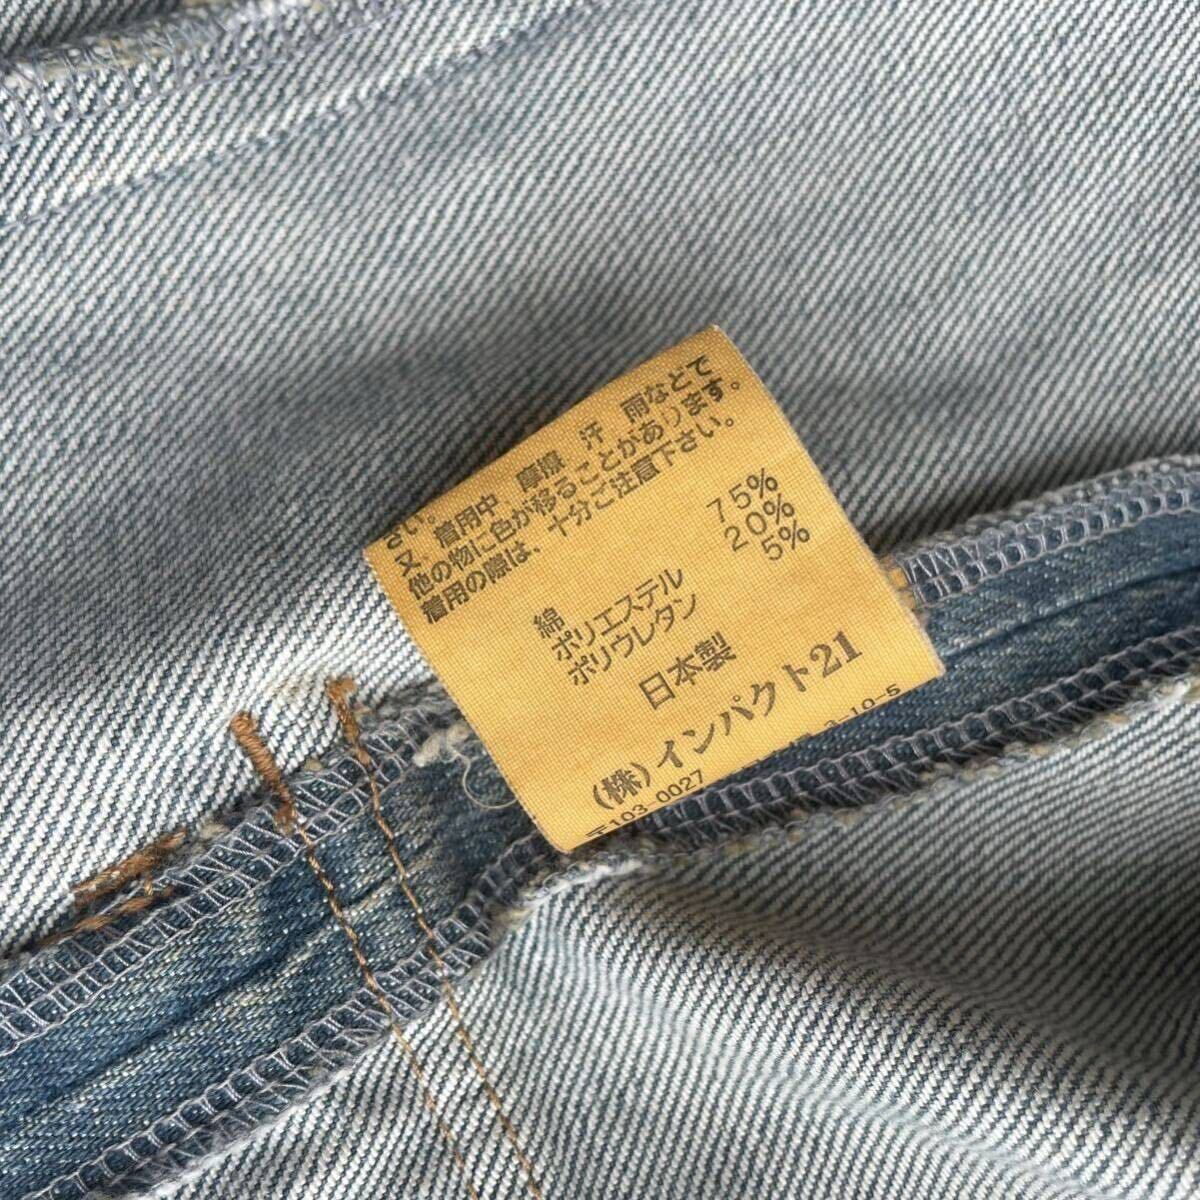 さい。
又、着用中、摩擦 汗 雨などで
他の物に色が移ることがあります。
着用の際は、十分ご注意下さい。
綿 75%
ポリエステル 20%
ポリウレタン 5%
日本製
(株)インパクト21
〒103 0027
3-10-5